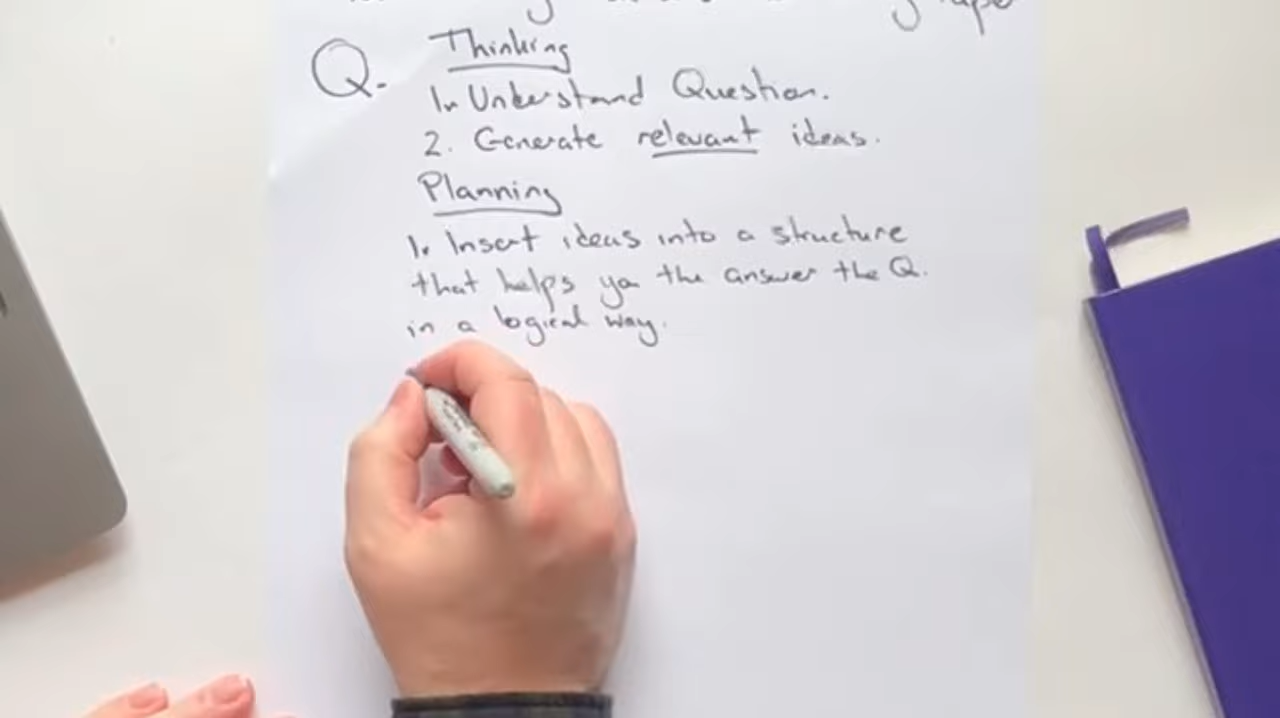 Thinking
Q.
1. Understand Question.
2. Generate relevant ideas.
Planning
1. Insert ideas into a structure
that helps you the answer the Q.
in a logical way.